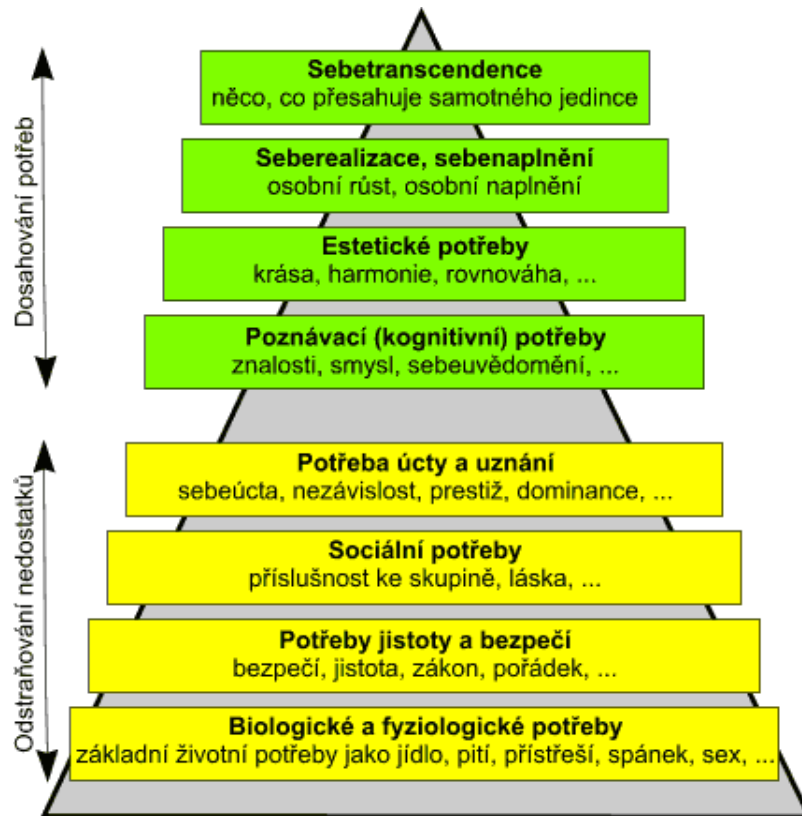 Dosahování potřeb
Sebetranscendence
něco, co přesahuje samotného jedince
Seberealizace, sebenaplnění
osobní růst, osobní naplnění
Estetické potřeby
krása, harmonie, rovnováha, ...
Poznávací (kognitivní) potřeby
znalosti, smysl, sebeuvědomění, ...
Odstraňování nedostatků
Potřeba úcty a uznání
sebeúcta, nezávislost, prestiž, dominance, ...
Sociální potřeby
příslušnost ke skupině, láska, ...
Potřeby jistoty a bezpečí
bezpečí, jistota, zákon, pořádek, ...
Biologické a fyziologické potřeby
základní životní potřeby jako jídlo, pití, přístřeší, spánek, sex, ...